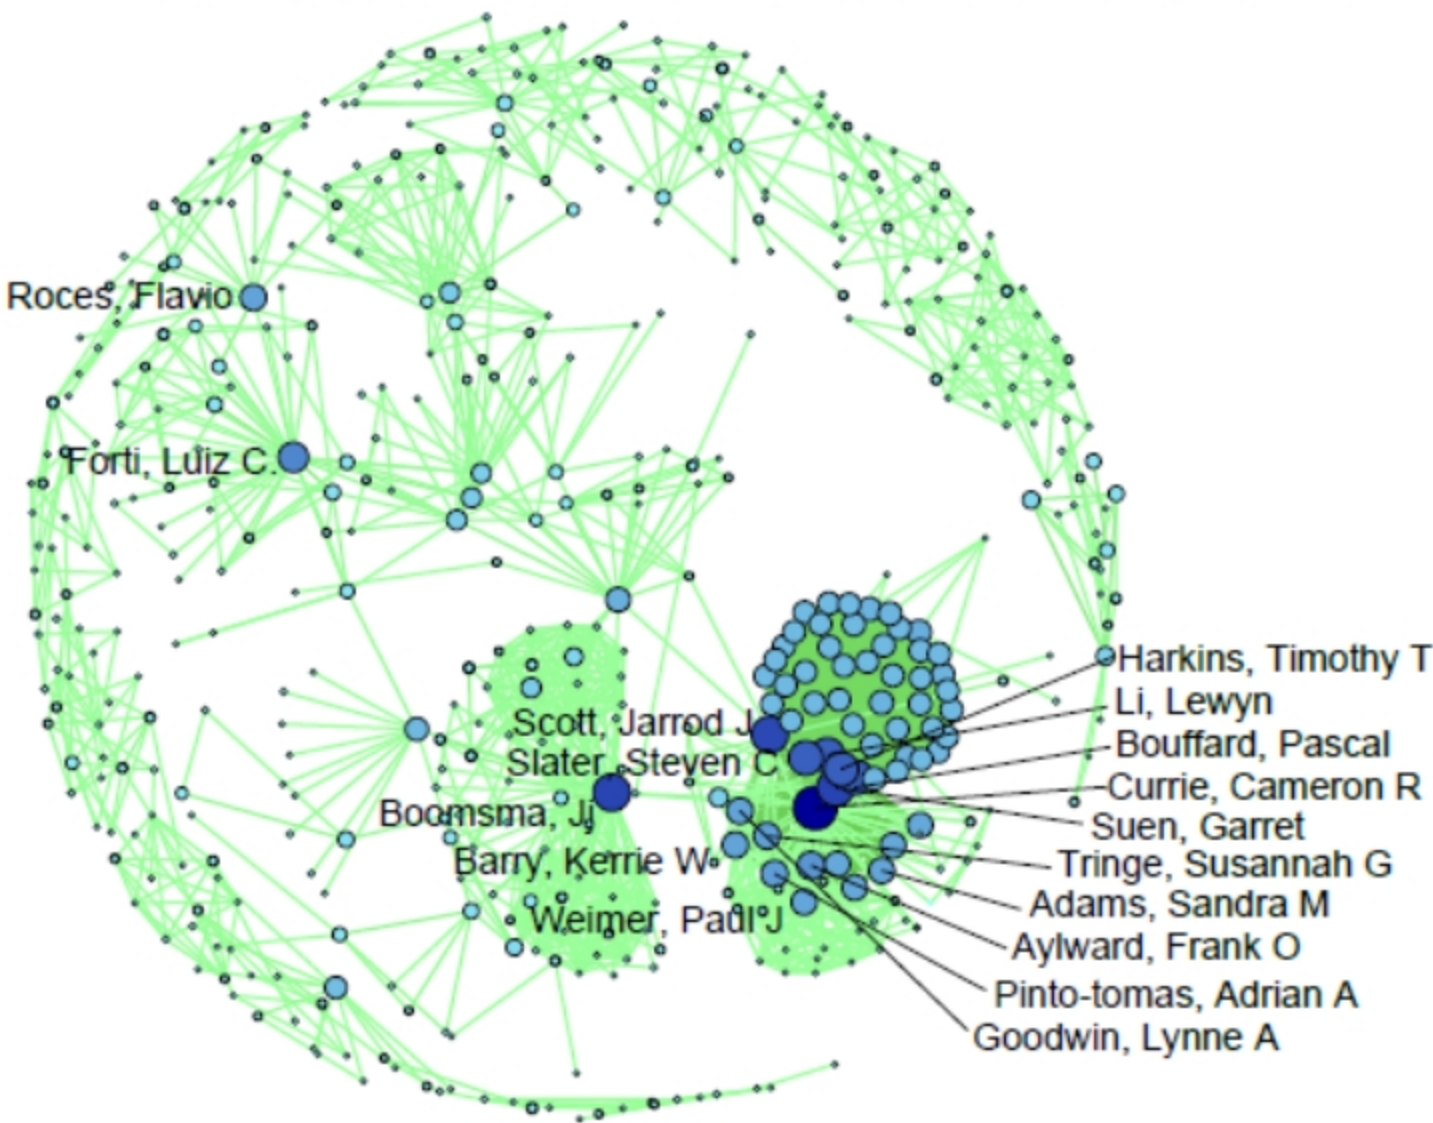 Roces, Flavio
Forti, Luiz C.
Harkins, Timothy T
Li, Lewyn
Scott, Jarrod J
Bouffard, Pascal
Slater, Steven C
Currie, Cameron R
Boomsma, Jj
Suen, Garret
Barry, Kerrie W
Tringe, Susannah G
Adams, Sandra M
Weimer, Paul J
Aylward, Frank O
Pinto-tomas, Adrian A
Goodwin, Lynne A